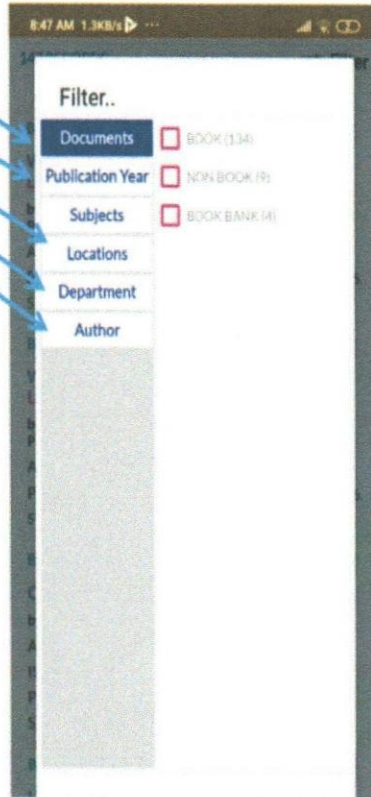 8:47 AM 1.3KB/s ...
Filter..
Documents
BOOK (134)
Publication Year
NON BOOK (9)
Subjects
BOOK BANK (4)
Locations
Department
Author